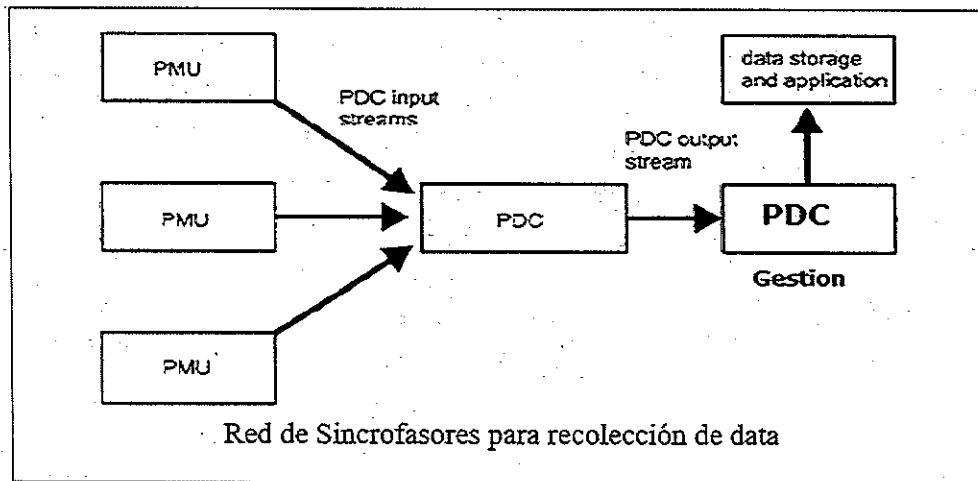 PMU
PDC input
streams
PMU
PMU
PDC
PDC output
stream
data storage
and application
PDC
Gestion
Red de Sincrofasores para recolección de data